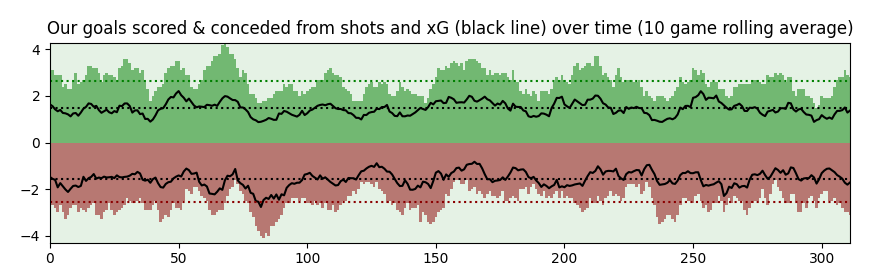 Our goals scored & conceded from shots and xG (black line) over time (10 game rolling average)
4
2
0
−2
−4
0 50 100 150 200 250 300